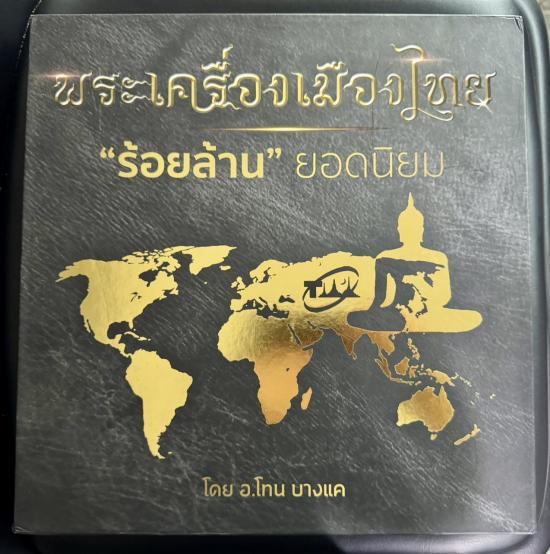 พระเครื่องเมืองไทย
“ร้อยล้าน” ยอดนิยม
โดย อ.โทน บางแค